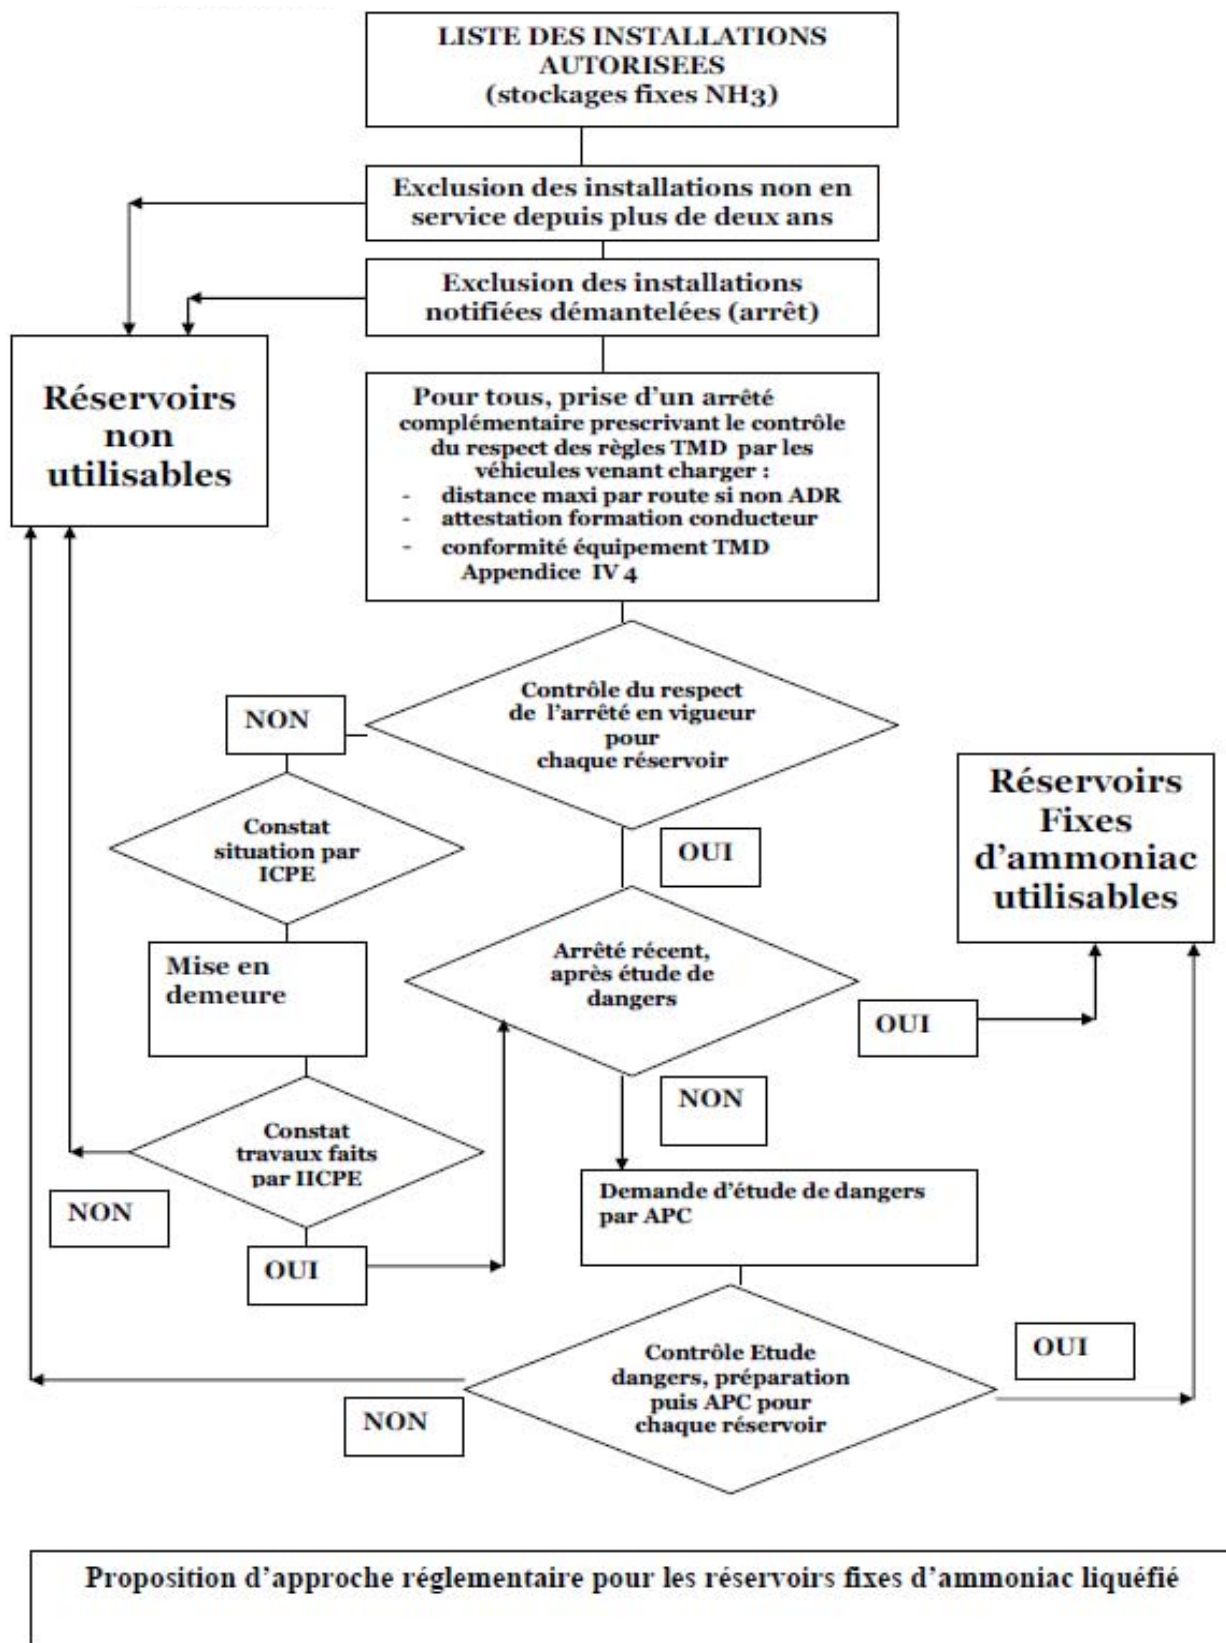 LISTE DES INSTALLATIONS
AUTORISEES
(stockages fixes NH3)
Exclusion des installations non en
service depuis plus de deux ans
Exclusion des installations
notifiées démantelées (arrêt)
Réservoirs
non
utilisables
Pour tous, prise d'un arrêté
complémentaire prescrivant le contrôle
du respect des règles TMD par les
véhicules venant charger :
- distance maxi par route si non ADR
- attestation formation conducteur
- conformité équipement TMD
Appendice IV 4
Contrôle du respect
de l'arrêté en vigueur
pour
chaque réservoir
NON
Constat
situation par
ICPE
OUI
Réservoirs
Fixes
d'ammoniac
utilisables
Mise en
demeure
Arrêté récent,
après étude de
dangers
OUI
NON
Constat
travaux faits
par IICPE
NON
OUI
Demande d'étude de dangers
par APC
Contrôle Etude
dangers, préparation
puis APC pour
chaque réservoir
OUI
NON
Proposition d'approche réglementaire pour les réservoirs fixes d'ammoniac liquéfié